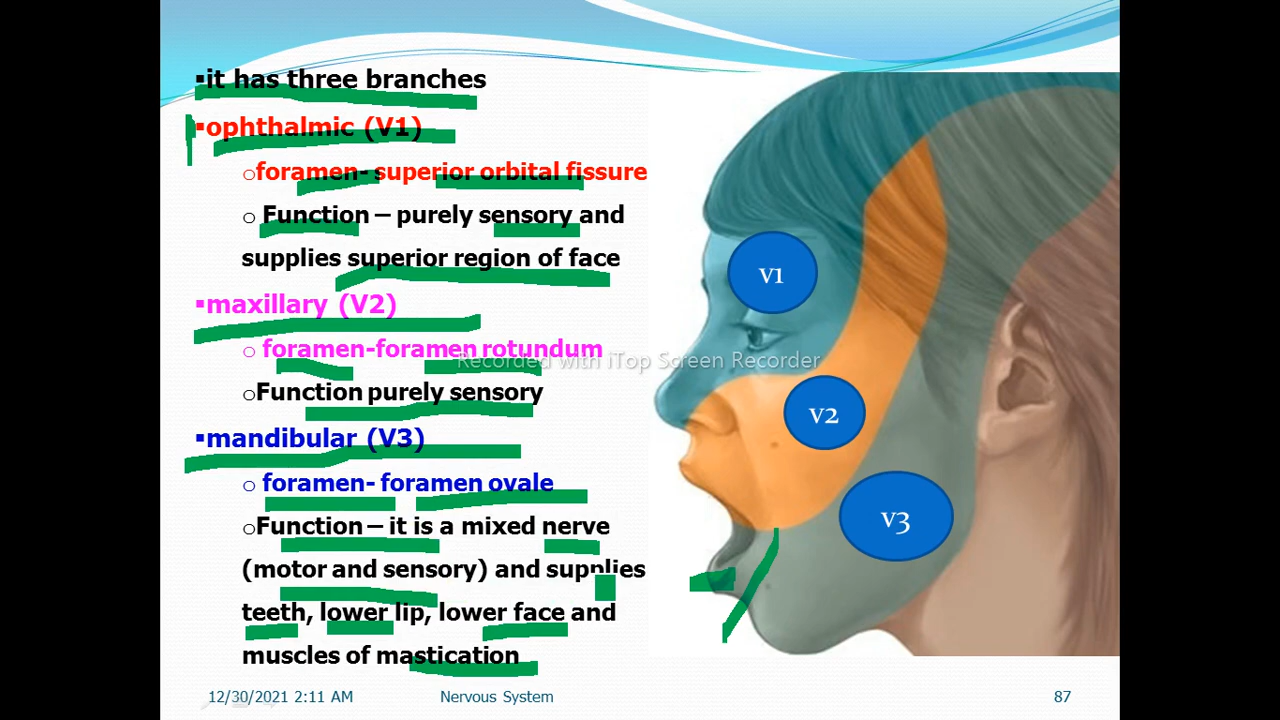 ▪it has three branches
▪ophthalmic (V1)
○foramen- superior orbital fissure
○ Function – purely sensory and
supplies superior region of face
▪maxillary (V2)
○ foramen-foramen rotundum
○Function purely sensory
▪mandibular (V3)
○ foramen- foramen ovale
○Function – it is a mixed nerve
(motor and sensory) and supplies
teeth, lower lip, lower face and
muscles of mastication
V1
V2
V3
Recorded with iTop Screen Recorder
12/30/2021 2:11 AM
Nervous System
87